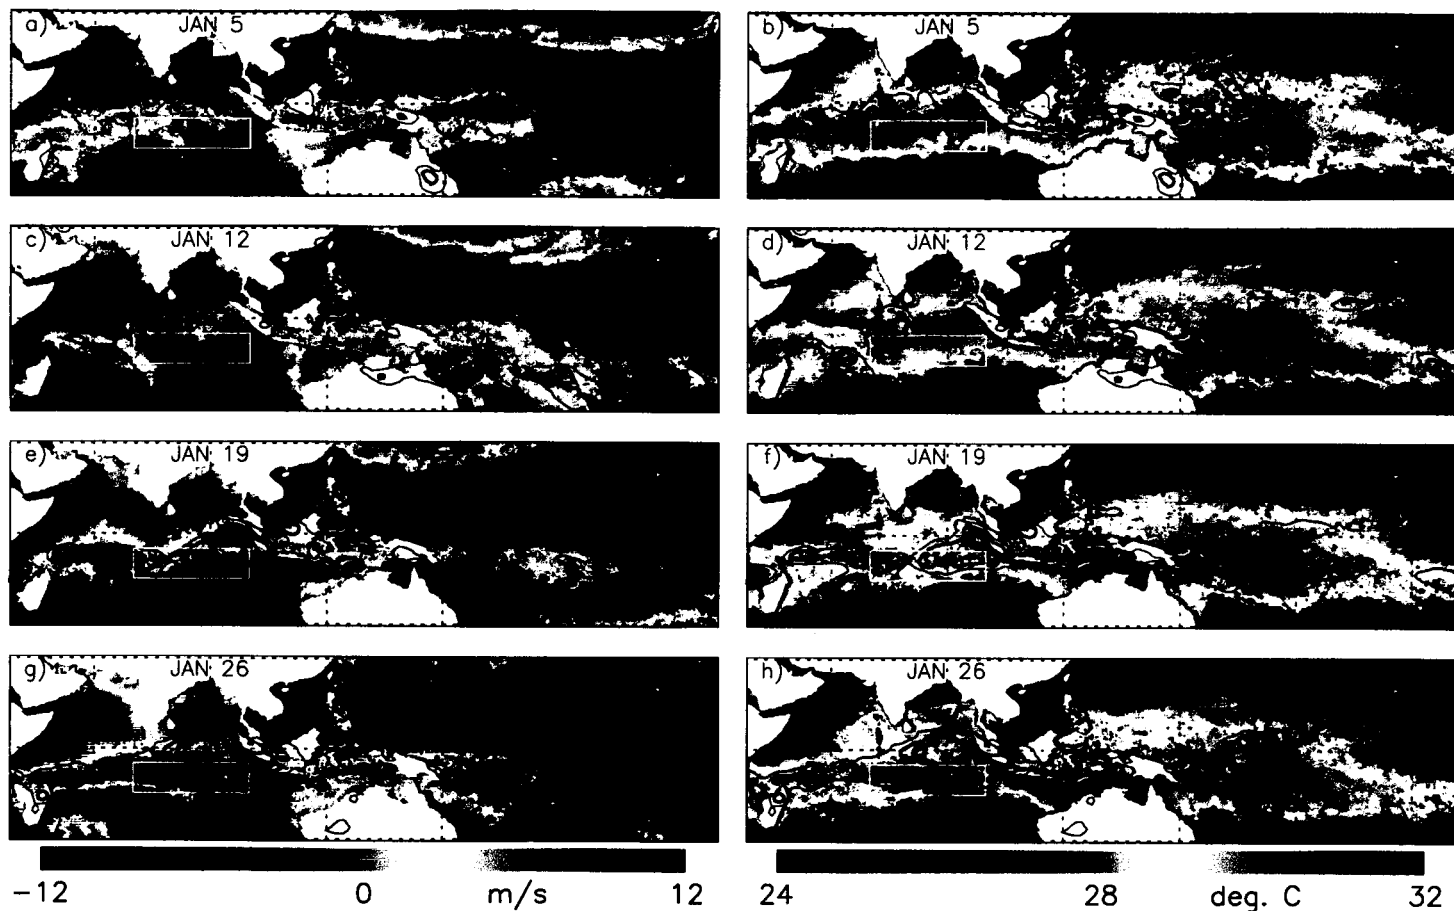 a) JAN 5
b) JAN 5
c) JAN 12
d) JAN 12
e) JAN 19
f) JAN 19
g) JAN 26
h) JAN 26
-12 0 m/s 12
24 28 deg. C 32